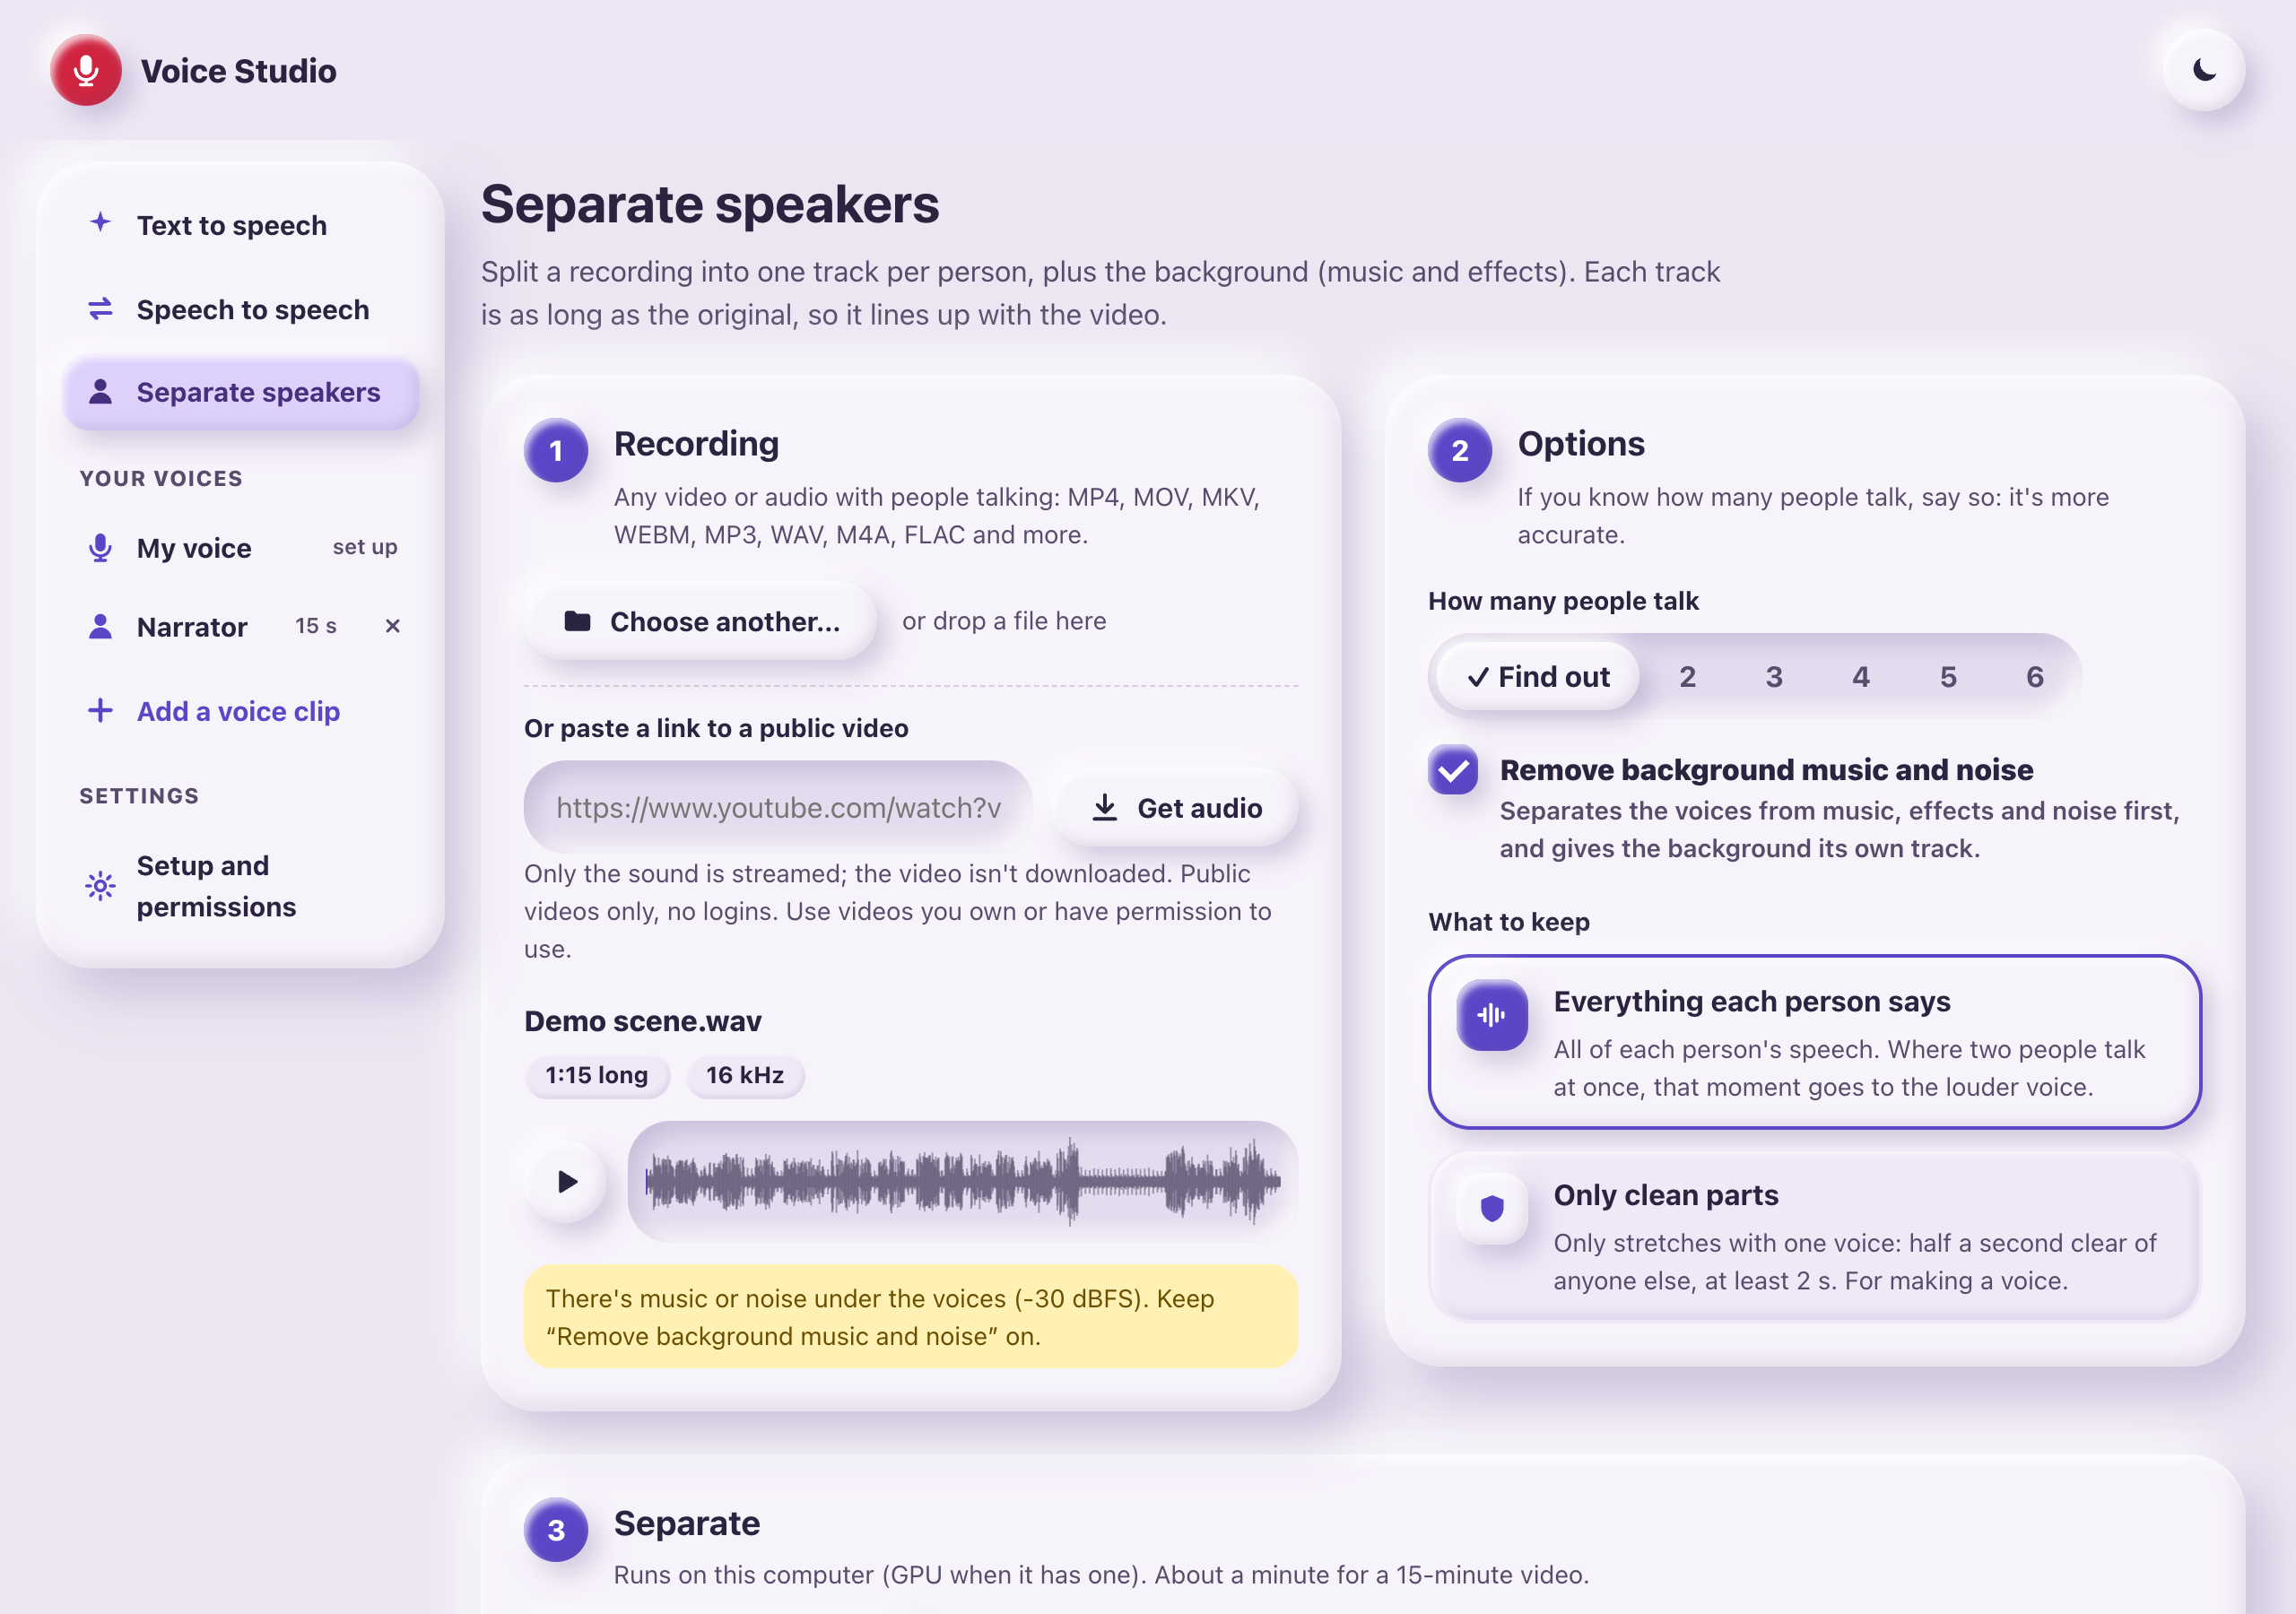 Voice Studio
Text to speech
Speech to speech
Separate speakers
YOUR VOICES
My voice set up
Narrator 15 s ×
Add a voice clip
SETTINGS
Setup and
permissions
Separate speakers
Split a recording into one track per person, plus the background (music and effects). Each track
is as long as the original, so it lines up with the video.
1 Recording
Any video or audio with people talking: MP4, MOV, MKV,
WEBM, MP3, WAV, M4A, FLAC and more.
Choose another... or drop a file here
Or paste a link to a public video
https://www.youtube.com/watch?v
Get audio
Only the sound is streamed; the video isn't downloaded. Public
videos only, no logins. Use videos you own or have permission to
use.
Demo scene.wav
1:15 long 16 kHz
There's music or noise under the voices (-30 dBFS). Keep
“Remove background music and noise” on.
2 Options
If you know how many people talk, say so: it's more
accurate.
How many people talk
✓ Find out 2 3 4 5 6
Remove background music and noise
Separates the voices from music, effects and noise first,
and gives the background its own track.
What to keep
Everything each person says
All of each person's speech. Where two people talk
at once, that moment goes to the louder voice.
Only clean parts
Only stretches with one voice: half a second clear of
anyone else, at least 2 s. For making a voice.
3 Separate
Runs on this computer (GPU when it has one). About a minute for a 15-minute video.